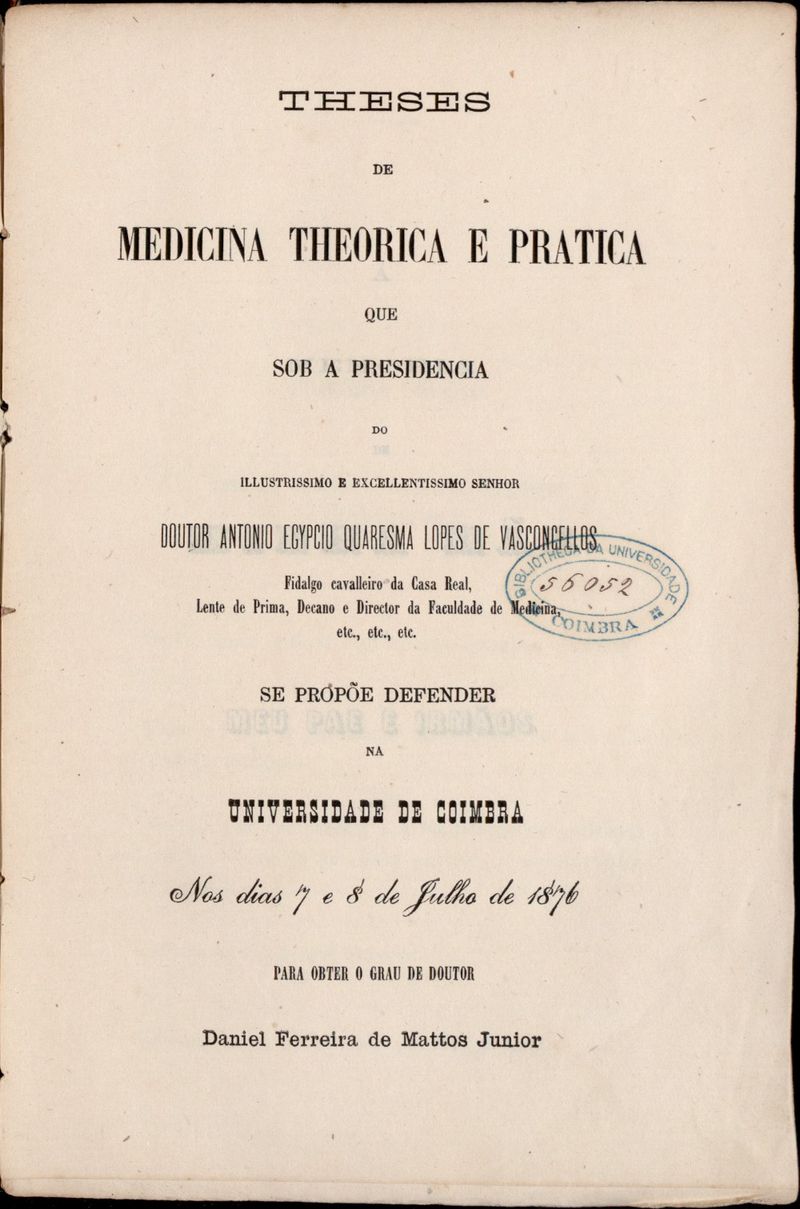 THESES
DE
MEDICINA THEORICA E PRATICA
QUE
SOB A PRESIDENCIA
DO
ILLUSTRISSIMO E EXCELLENTISSIMO SENHOR
DOUTOR ANTONIO EGYPCIO QUARESMA LOPES DE VASCONCELLOS
Fidalgo cavalleiro da Casa Real,
Lente de Prima, Decano e Director da Faculdade de Medicina,
etc., etc., etc.
BIBLIOTHECA DA UNIVERSIDADE
56052
COIMBRA
SE PROPÕE DEFENDER
MEU PAE E IRMÃOS
NA
UNIVERSIDADE DE COIMBRA
Nos dias 7 e 8 de Julho de 1876
PARA OBTER O GRAU DE DOUTOR
Daniel Ferreira de Mattos Junior